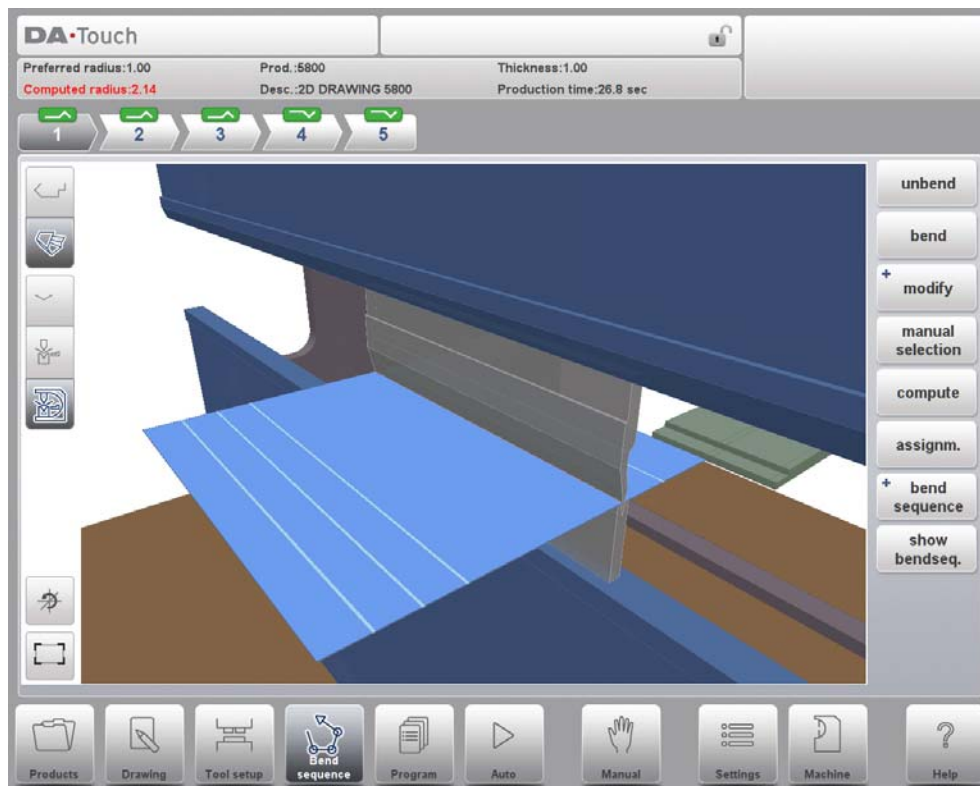 DA•Touch
Preferred radius:1.00
Prod.:5800
Thickness:1.00
Computed radius:2.14
Desc.:2D DRAWING 5800
Production time:26.8 sec
1
2
3
4
5
unbend
bend
+ modify
manual
selection
compute
assignm.
+ bend
sequence
show
bendseq.
Products
Drawing
Tool setup
Bend
sequence
Program
Auto
Manual
Settings
Machine
? Help